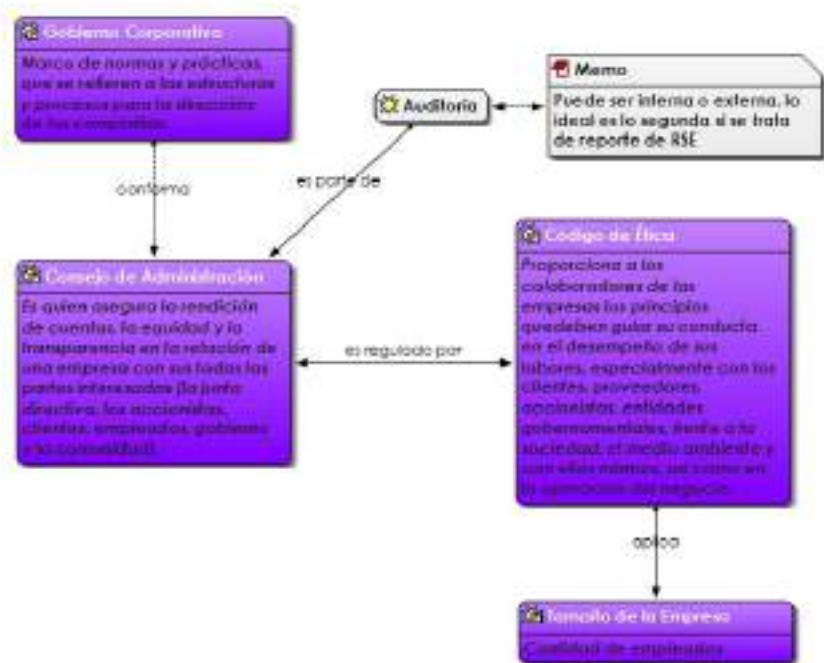 Gobierno Corporativo
Marco de normas y prácticas,
que se refieren a las estructuras
y procesos para la dirección
de las compañías.
conforma
Auditoria
Memo
Puede ser interna o externa, lo
ideal es lo segunda si se trata
de reporte de RSE
es parte de
Consejo de Administración
Es quien asegura la rendición
de cuentas, la equidad y la
transparencia en la relación de
una empresa con sus todas las
partes interesadas (la junta
directiva, los accionistas,
clientes, empleados, gobierno
y la comunidad).
es regulado por
Código de Ética
Proporciona a los
colaboradores de las
empresas los principios
quedeben guiar su conducta,
en el desempeño de sus
labores, especialmente con los
clientes, proveedores,
accionistas, entidades
gubernamentales, frente a la
sociedad, el medio ambiente y
con ellos mismos, así como en
la operación del negocio.
aplica
Tamaño de la Empresa
Cantidad de empleados